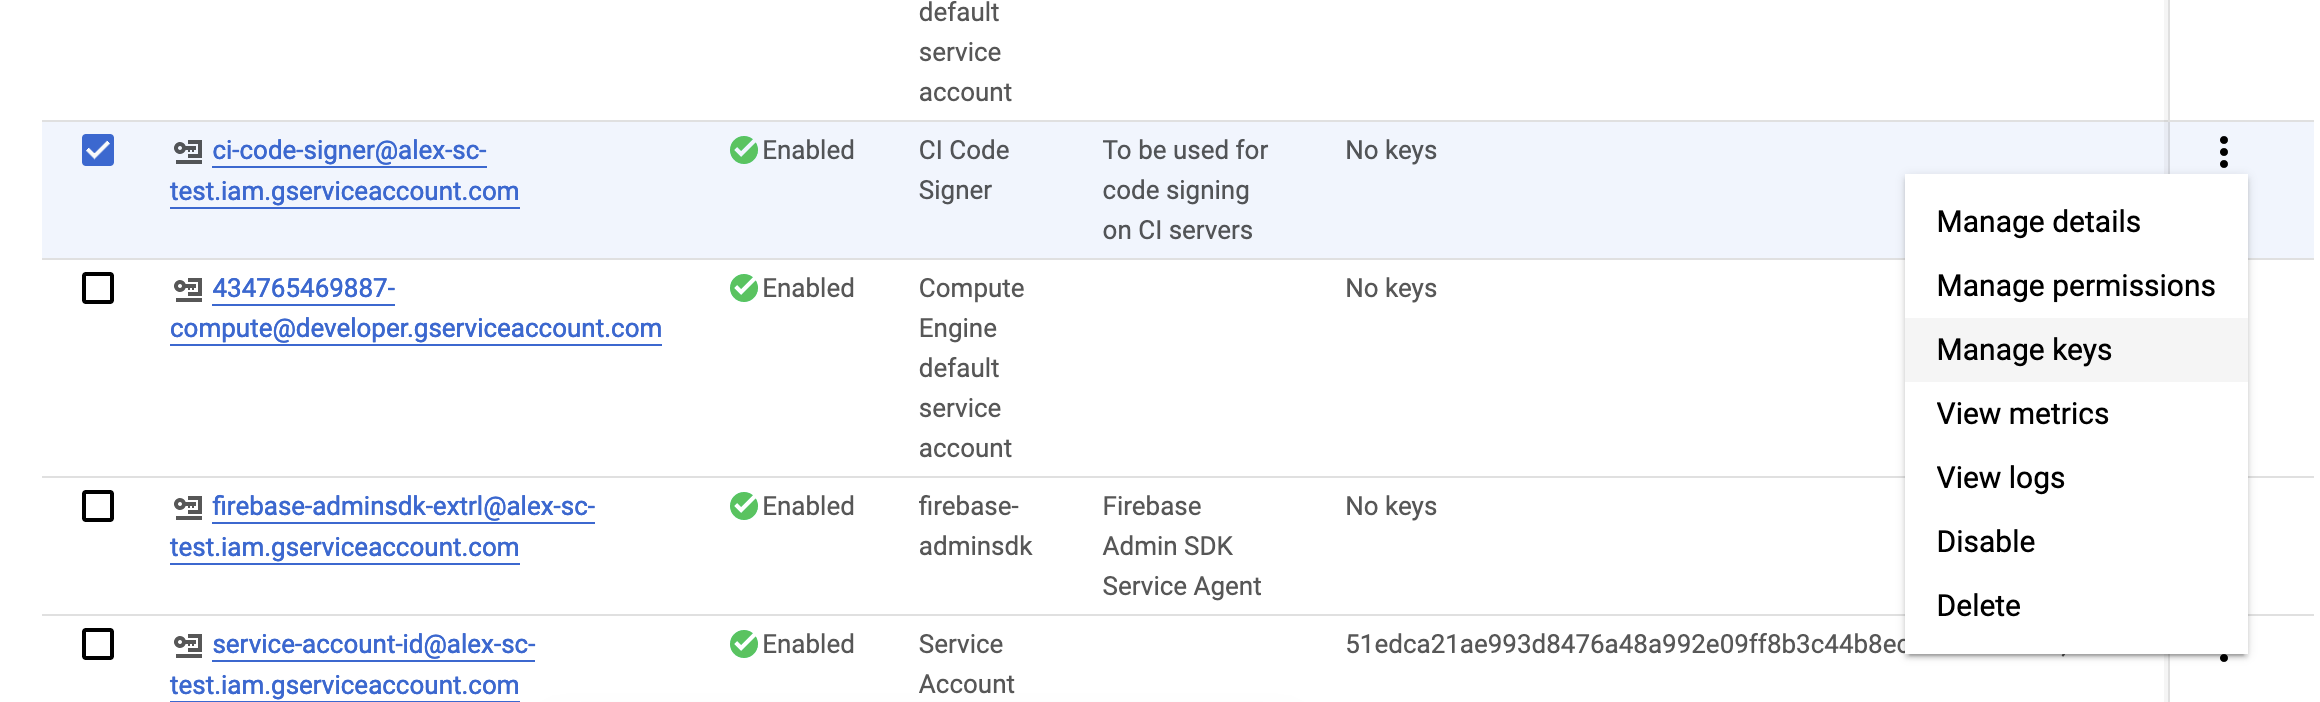 default
service
account
ci-code-signer@alex-sc-
test.iam.gserviceaccount.com
Enabled
CI Code
Signer
To be used for
code signing
on CI servers
No keys
434765469887-
compute@developer.gserviceaccount.com
Enabled
Compute
Engine
default
service
account
No keys
firebase-adminsdk-extrl@alex-sc-
test.iam.gserviceaccount.com
Enabled
firebase-
adminsdk
Firebase
Admin SDK
Service Agent
No keys
service-account-id@alex-sc-
test.iam.gserviceaccount.com
Enabled
Service
Account
51edca21ae993d8476a48a992e09ff8b3c44b8ec
Manage details
Manage permissions
Manage keys
View metrics
View logs
Disable
Delete